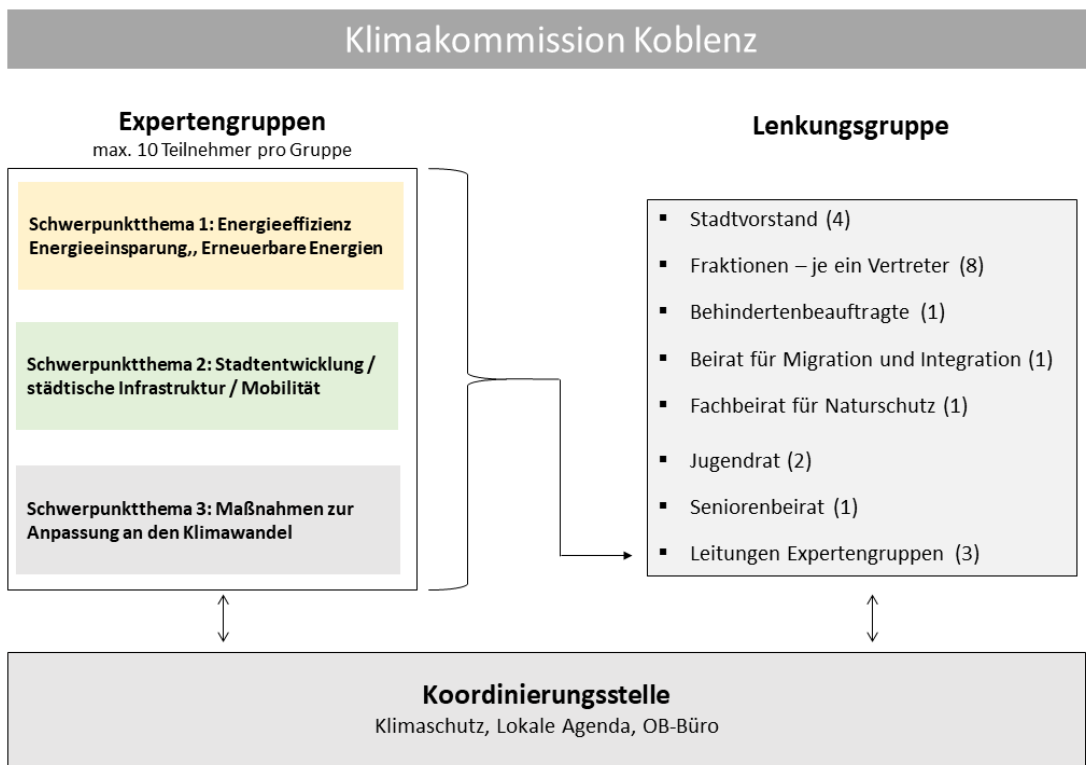 Klimakommission Koblenz
Expertengruppen
max. 10 Teilnehmer pro Gruppe
Schwerpunktthema 1: Energieeffizienz
Energieeinsparung,, Erneuerbare Energien
Schwerpunktthema 2: Stadtentwicklung /
städtische Infrastruktur / Mobilität
Schwerpunktthema 3: Maßnahmen zur
Anpassung an den Klimawandel
Lenkungsgruppe
▪ Stadtvorstand (4)
▪ Fraktionen – je ein Vertreter (8)
▪ Behindertenbeauftragte (1)
▪ Beirat für Migration und Integration (1)
▪ Fachbeirat für Naturschutz (1)
▪ Jugendrat (2)
▪ Seniorenbeirat (1)
▪ Leitungen Expertengruppen (3)
Koordinierungsstelle
Klimaschutz, Lokale Agenda, OB-Büro